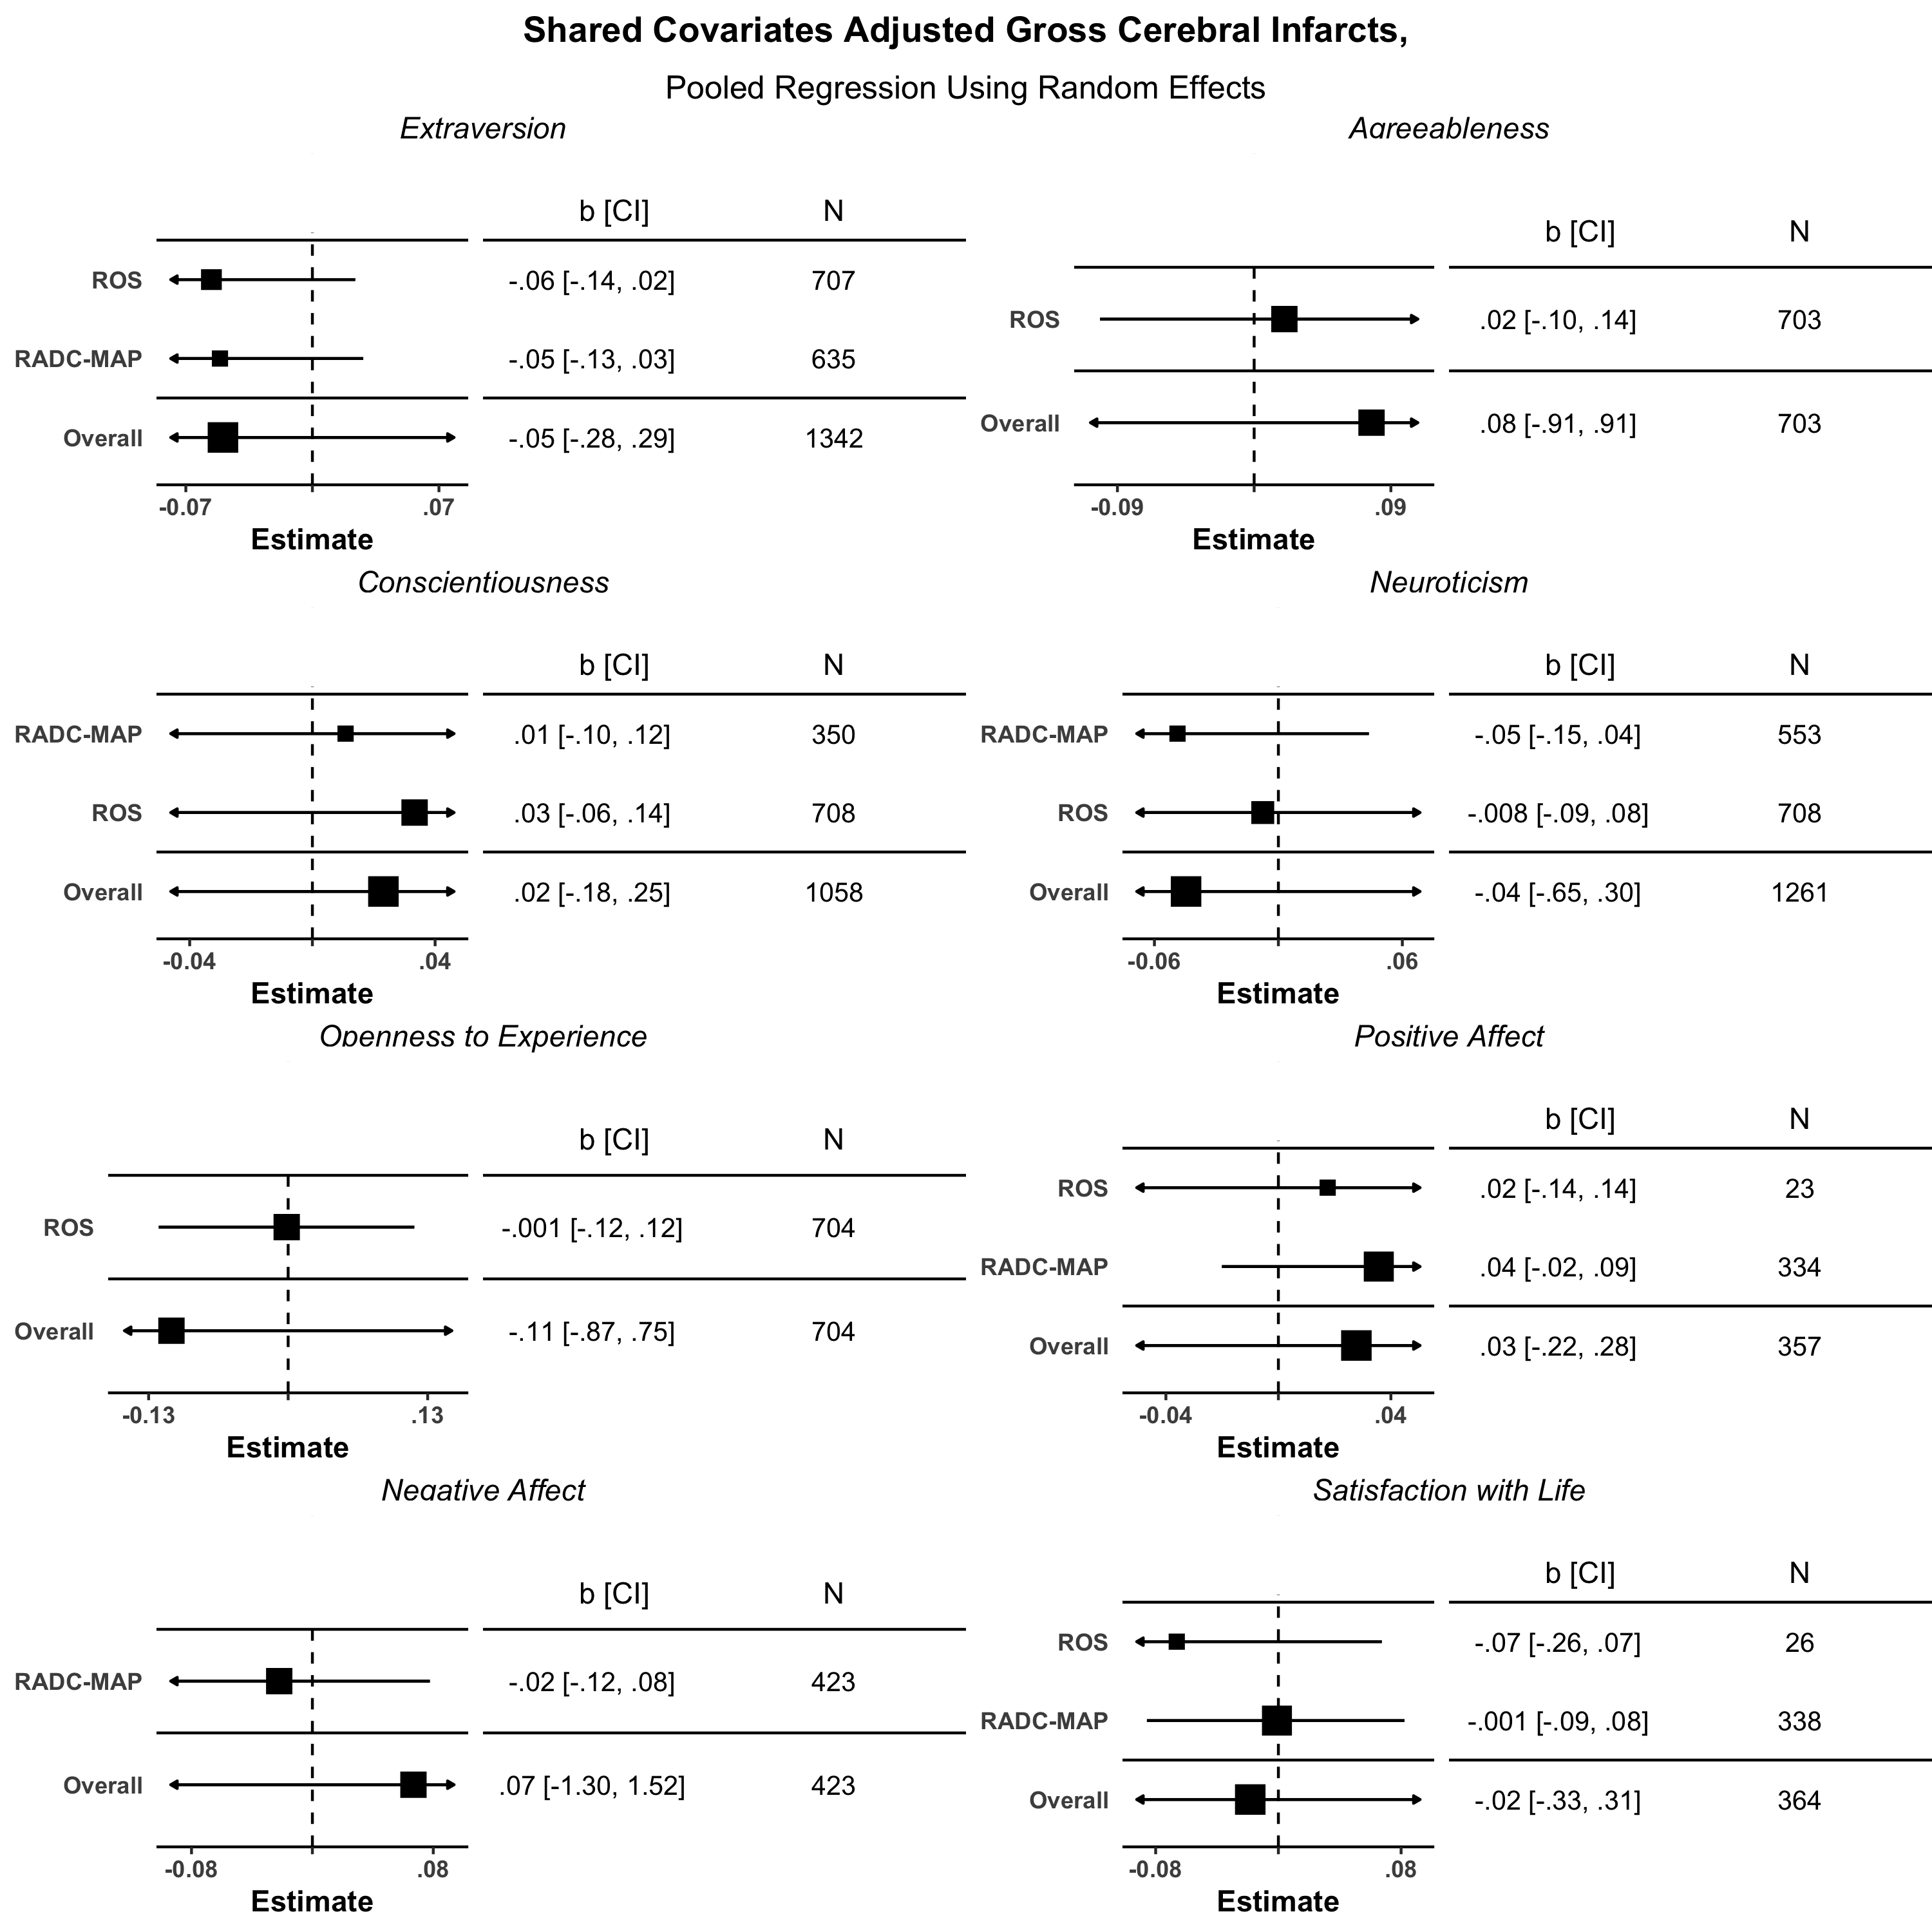 Shared Covariates Adjusted Gross Cerebral Infarcts,
Pooled Regression Using Random Effects
Extraversion
b [CI] N
ROS -.06 [-.14, .02] 707
RADC-MAP -.05 [-.13, .03] 635
Overall -.05 [-.28, .29] 1342
-0.07 .07
Estimate
Agreeableness
b [CI] N
ROS .02 [-.10, .14] 703
Overall .08 [-.91, .91] 703
-0.09 .09
Estimate
Conscientiousness
b [CI] N
RADC-MAP .01 [-.10, .12] 350
ROS .03 [-.06, .14] 708
Overall .02 [-.18, .25] 1058
-0.04 .04
Estimate
Neuroticism
b [CI] N
RADC-MAP -.05 [-.15, .04] 553
ROS -.008 [-.09, .08] 708
Overall -.04 [-.65, .30] 1261
-0.06 .06
Estimate
Openness to Experience
b [CI] N
ROS -.001 [-.12, .12] 704
Overall -.11 [-.87, .75] 704
-0.13 .13
Estimate
Positive Affect
b [CI] N
ROS .02 [-.14, .14] 23
RADC-MAP .04 [-.02, .09] 334
Overall .03 [-.22, .28] 357
-0.04 .04
Estimate
Negative Affect
b [CI] N
RADC-MAP -.02 [-.12, .08] 423
Overall .07 [-1.30, 1.52] 423
-0.08 .08
Estimate
Satisfaction with Life
b [CI] N
ROS -.07 [-.26, .07] 26
RADC-MAP -.001 [-.09, .08] 338
Overall -.02 [-.33, .31] 364
-0.08 .08
Estimate